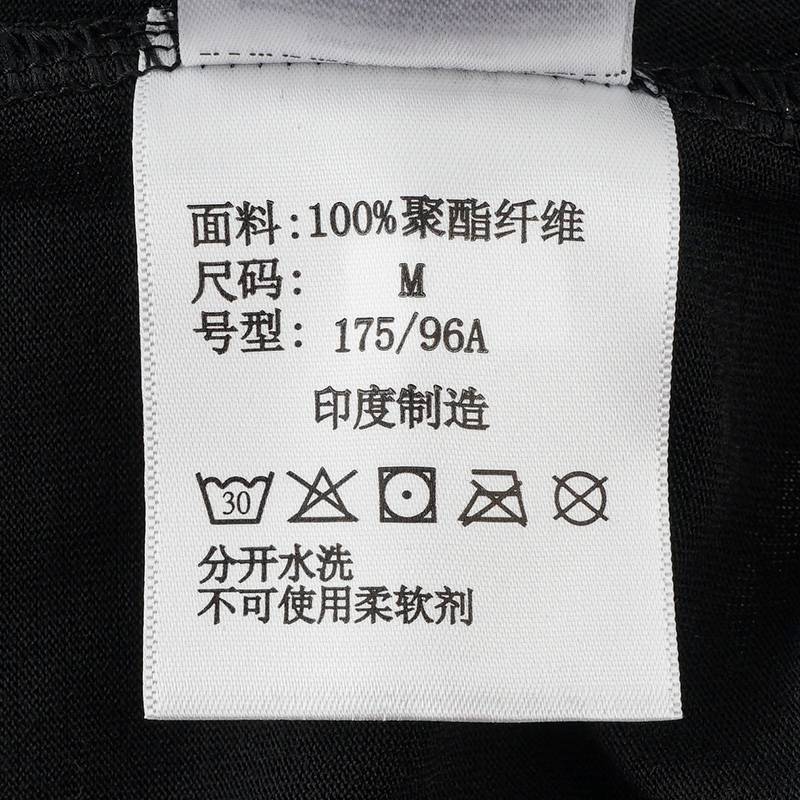 面料:100%聚酯纤维
尺码: M
号型: 175/96A
印度制造
30
分开水洗
不可使用柔软剂